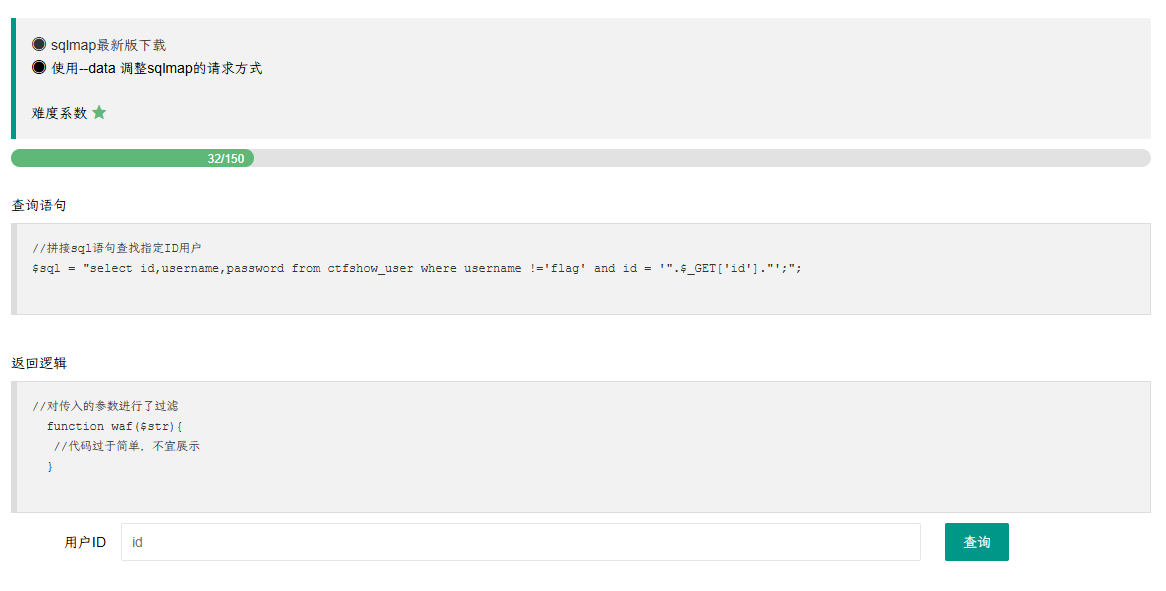 sqlmap最新版下载
使用--data 调整sqlmap的请求方式
难度系数
32/150
查询语句
//拼接sql语句查找指定ID用户
$sql = "select id,username,password from ctfshow_user where username !='flag' and id = '".$_GET['id']."';";
返回逻辑
//对传入的参数进行了过滤
function waf($str){
//代码过于简单，不宜展示
}
用户ID
id
查询